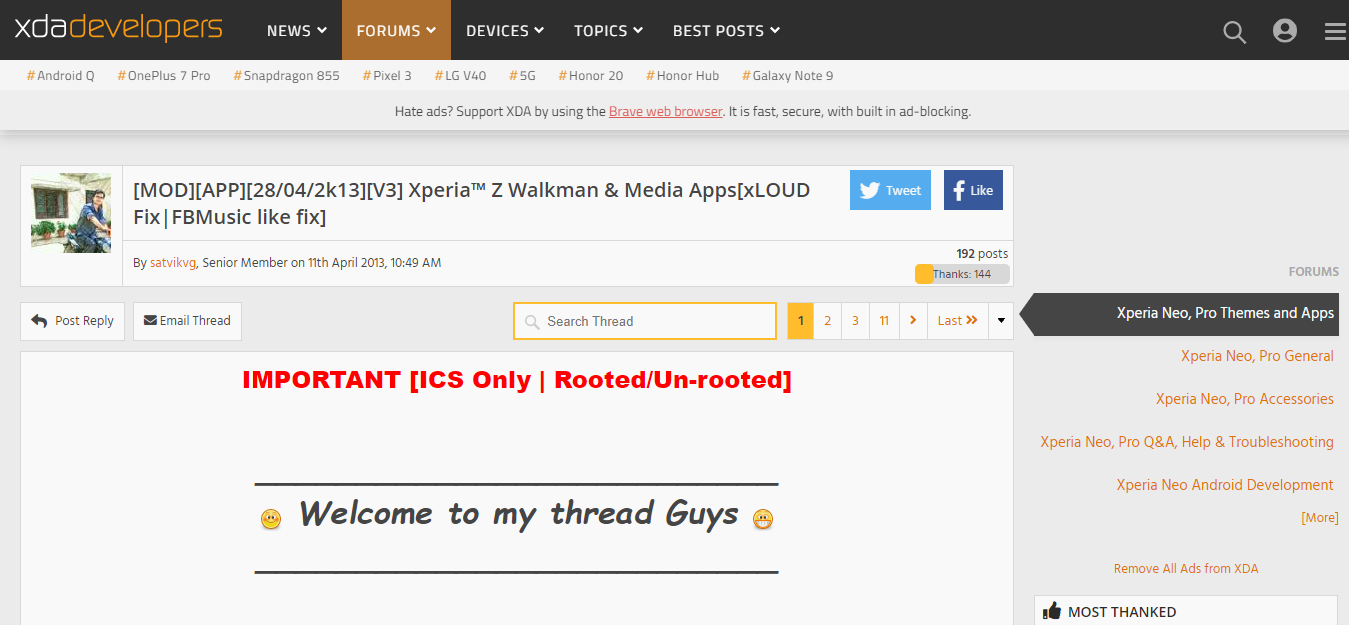 xdadevelopers NEWS FORUMS DEVICES TOPICS BEST POSTS
#Android Q #OnePlus 7 Pro #Snapdragon 855 #Pixel 3 #LG V40 #5G #Honor 20 #Honor Hub #Galaxy Note 9
Hate ads? Support XDA by using the Brave web browser. It is fast, secure, with built in ad-blocking.
[MOD][APP][28/04/2k13][V3] Xperia™ Z Walkman & Media Apps[xLOUD
Fix|FBMusic like fix]
Tweet Like
By satvikvg, Senior Member on 11th April 2013, 10:49 AM
192 posts
Thanks: 144
Post Reply Email Thread Search Thread 1 2 3 11 Last
IMPORTANT [ICS Only | Rooted/Un-rooted]
Welcome to my thread Guys
FORUMS
Xperia Neo, Pro Themes and Apps
Xperia Neo, Pro General
Xperia Neo, Pro Accessories
Xperia Neo, Pro Q&A, Help & Troubleshooting
Xperia Neo Android Development
[More]
Remove All Ads from XDA
MOST THANKED